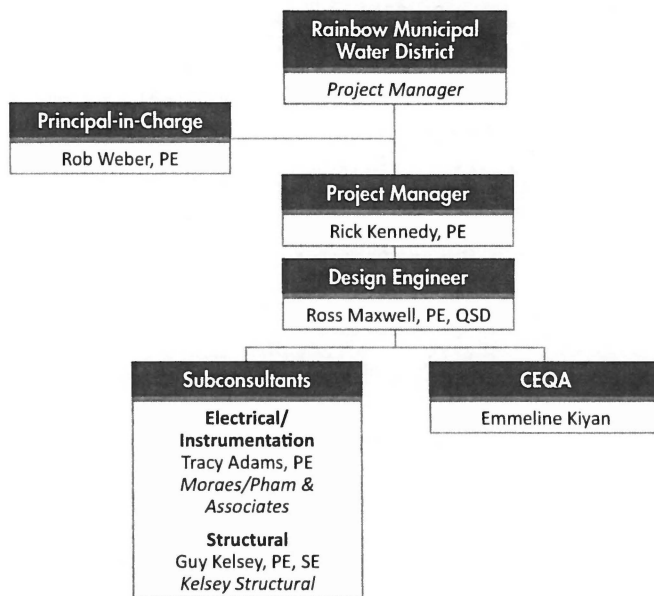 Rainbow Municipal
Water District
Project Manager
Principal-in-Charge
Rob Weber, PE
Project Manager
Rick Kennedy, PE
Design Engineer
Ross Maxwell, PE, QSD
Subconsultants
Electrical/
Instrumentation
Tracy Adams, PE
Moraes/Pham &
Associates
Structural
Guy Kelsey, PE, SE
Kelsey Structural
CEQA
Emmeline Kiyan